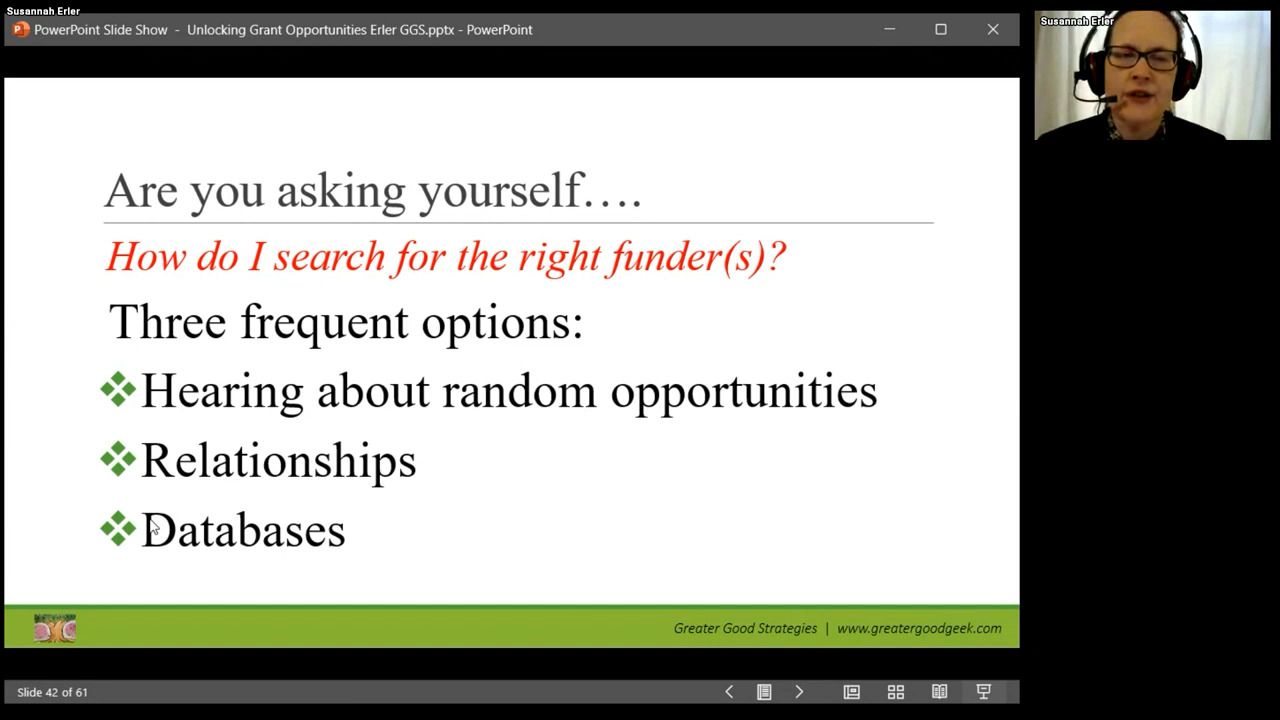 Susannah Erler
PowerPoint Slide Show - Unlocking Grant Opportunities Erler GGS.pptx - PowerPoint
Susannah Erler
Are you asking yourself….
How do I search for the right funder(s)?
Three frequent options:
Hearing about random opportunities
Relationships
Databases
Greater Good Strategies | www.greatergoodgeek.com
Slide 42 of 61